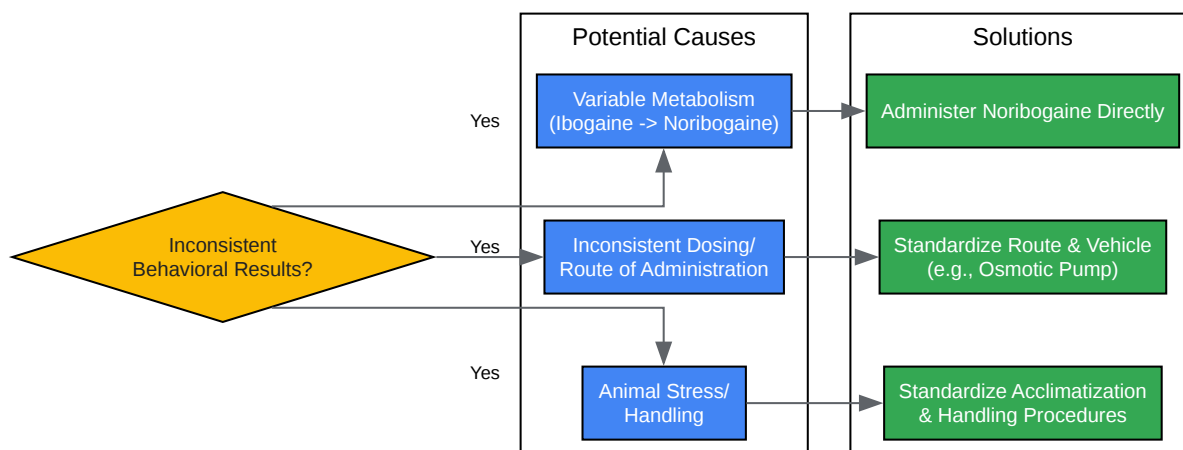 Potential Causes
Solutions
Yes
Variable Metabolism
(Ibogaine -> Noribogaine)
Administer Noribogaine Directly
Inconsistent
Behavioral Results?
Yes
Inconsistent Dosing/
Route of Administration
Standardize Route & Vehicle
(e.g., Osmotic Pump)
Yes
Animal Stress/
Handling
Standardize Acclimatization
& Handling Procedures